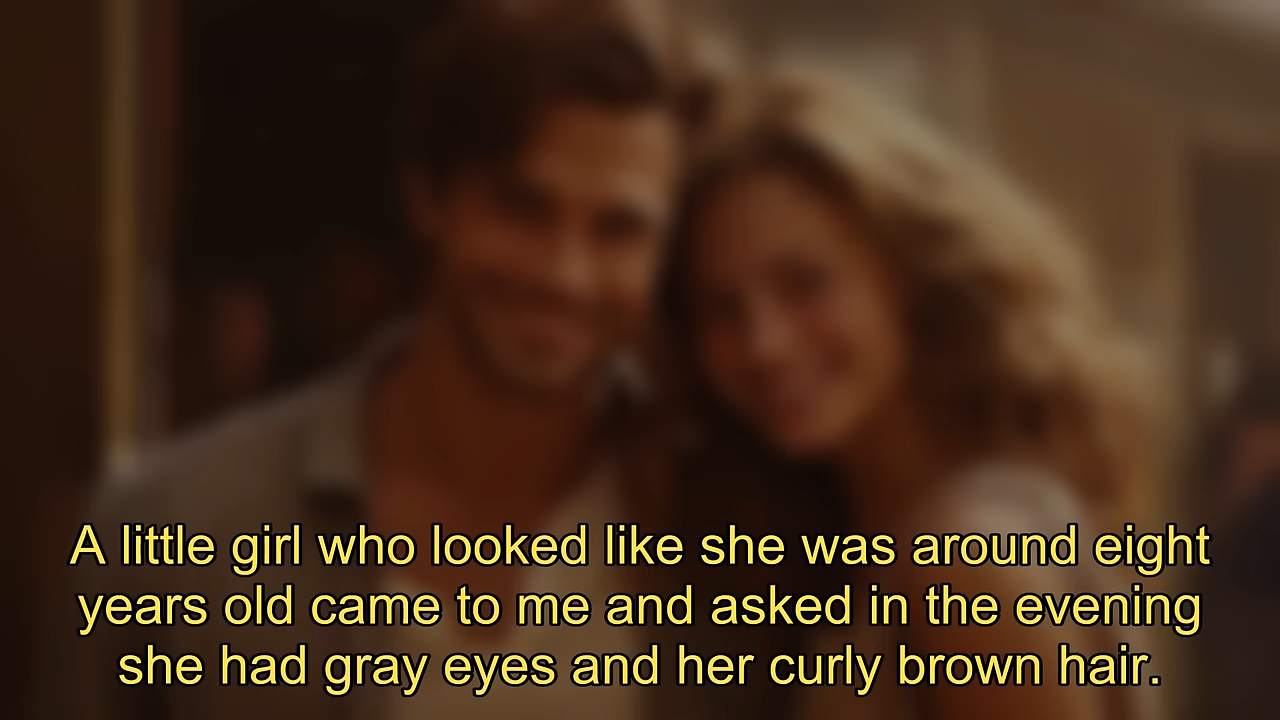 A little girl who looked like she was around eight
years old came to me and asked in the evening
she had gray eyes and her curly brown hair.